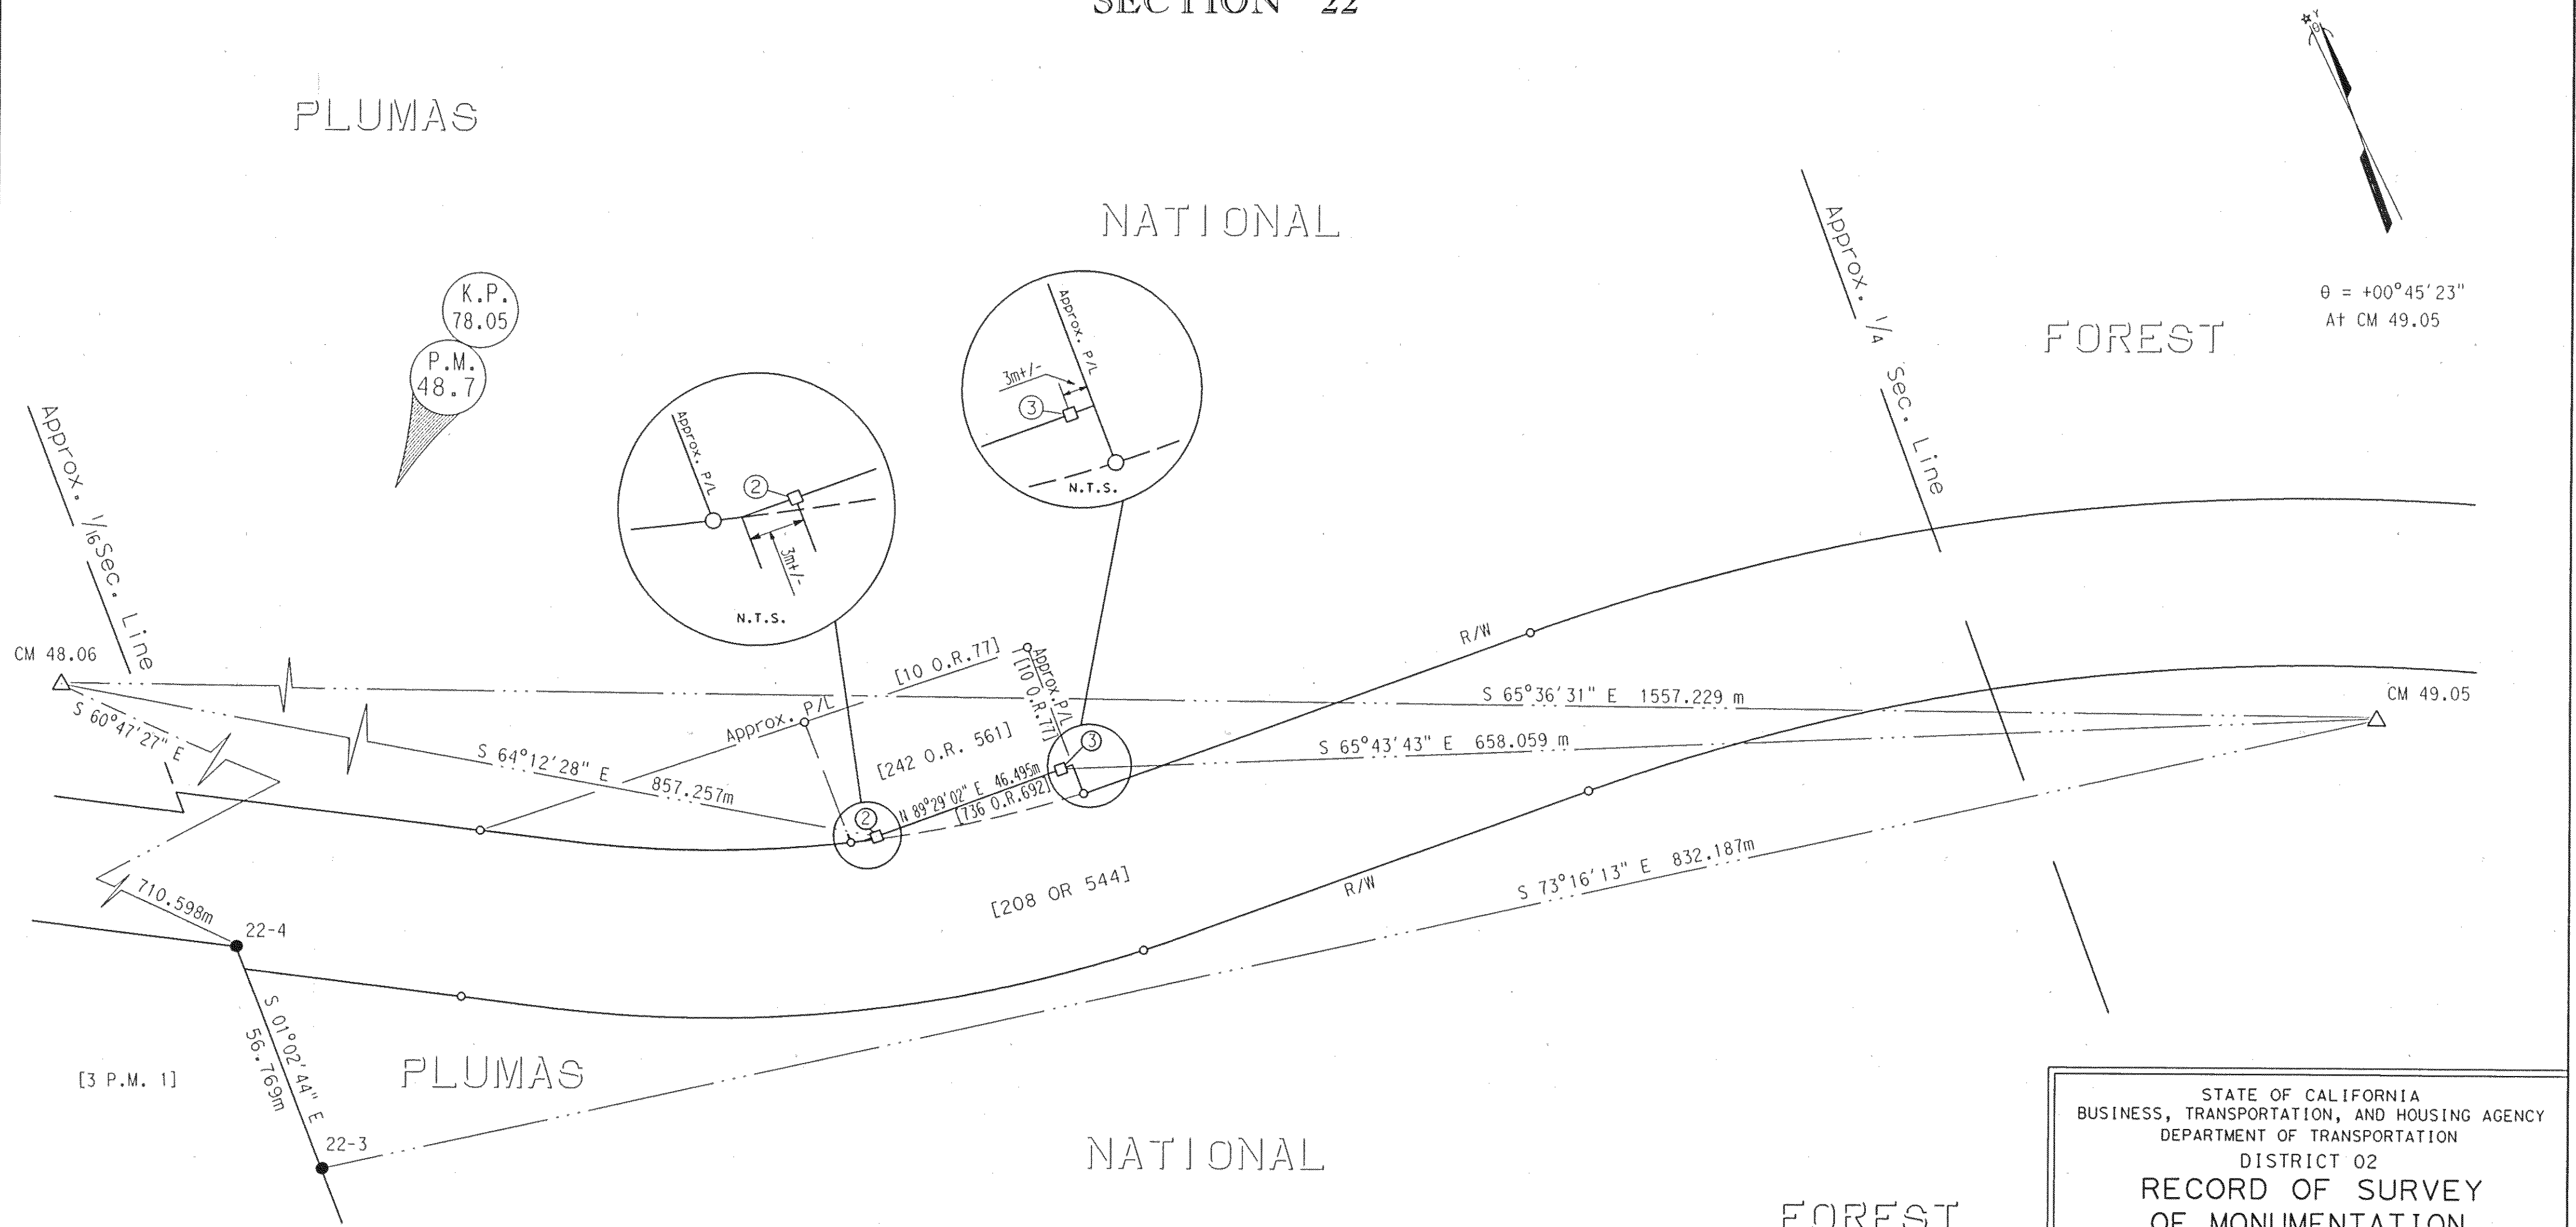 SECTION 22
PLUMAS
NATIONAL
FOREST
Y
θ = +00°45'23"
At CM 49.05
K.P.
78.05
P.M.
48.7
Approx. 1/16 Sec. Line
Approx. P/L
2
3m+/-
N.T.S.
Approx. P/L
3m+/-
3
N.T.S.
Approx. 1/4 Sec. Line
CM 48.06
S 60°47'27" E
S 64°12'28" E 857.257m
Approx. P/L
[10 O.R.77]
Approx.P/L
[10 O.R.77]
R/W
S 65°36'31" E 1557.229 m
CM 49.05
S 65°43'43" E 658.059 m
[242 O.R. 561]
3
2
N 89°29'02" E 46.495m
[736 O.R.692]
[208 OR 544]
R/W
S 73°16'13" E 832.187m
710.598m
22-4
S 01°02'44" E
56.769m
22-3
[3 P.M. 1]
PLUMAS
NATIONAL
FOREST
STATE OF CALIFORNIA
BUSINESS, TRANSPORTATION, AND HOUSING AGENCY
DEPARTMENT OF TRANSPORTATION
DISTRICT 02
RECORD OF SURVEY
OF MONUMENTATION